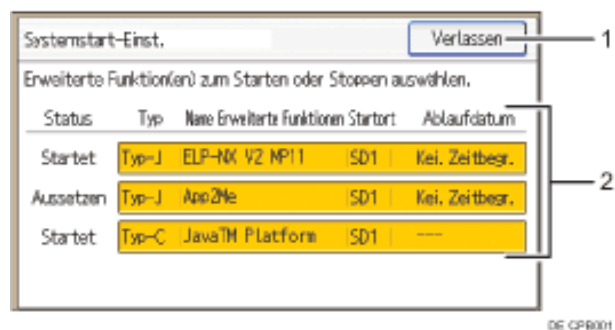 Systemstart-Einst. Verlassen 1
Erweiterte Funktion(en) zum Starten oder Stoppen auswählen.
Status Typ Name Erweiterte Funktionen Startort Ablaufdatum
Startet Typ-J ELP-NX V2 MP11 SD1 Kei. Zeitbegr.
2
Aussetzen Typ-J App2Me SD1 Kei. Zeitbegr.
Startet Typ-C JavaTM Platform SD1 ---
DE CPB001